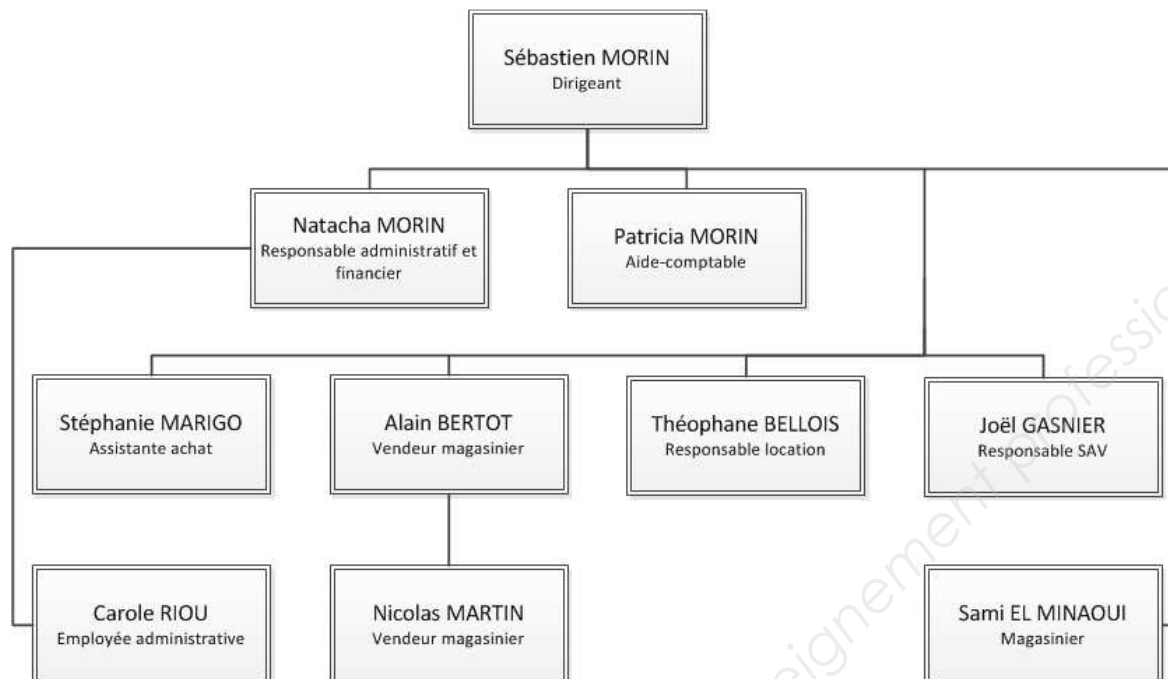 Sébastien MORIN
Dirigeant
Natacha MORIN
Responsable administratif et
financier
Patricia MORIN
Aide-comptable
Stéphanie MARIGO
Assistante achat
Alain BERTOT
Vendeur magasinier
Théophane BELLOIS
Responsable location
Joël GASNIER
Responsable SAV
Carole RIOU
Employée administrative
Nicolas MARTIN
Vendeur magasinier
Sami EL MINAOUI
Magasinier